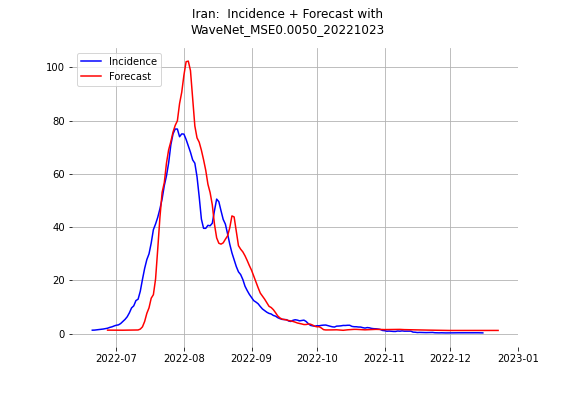 Iran:  Incidence + Forecast with
WaveNet_MSE0.0050_20221023
Incidence
Forecast
100
80
60
40
20
0
2022-07 2022-08 2022-09 2022-10 2022-11 2022-12 2023-01